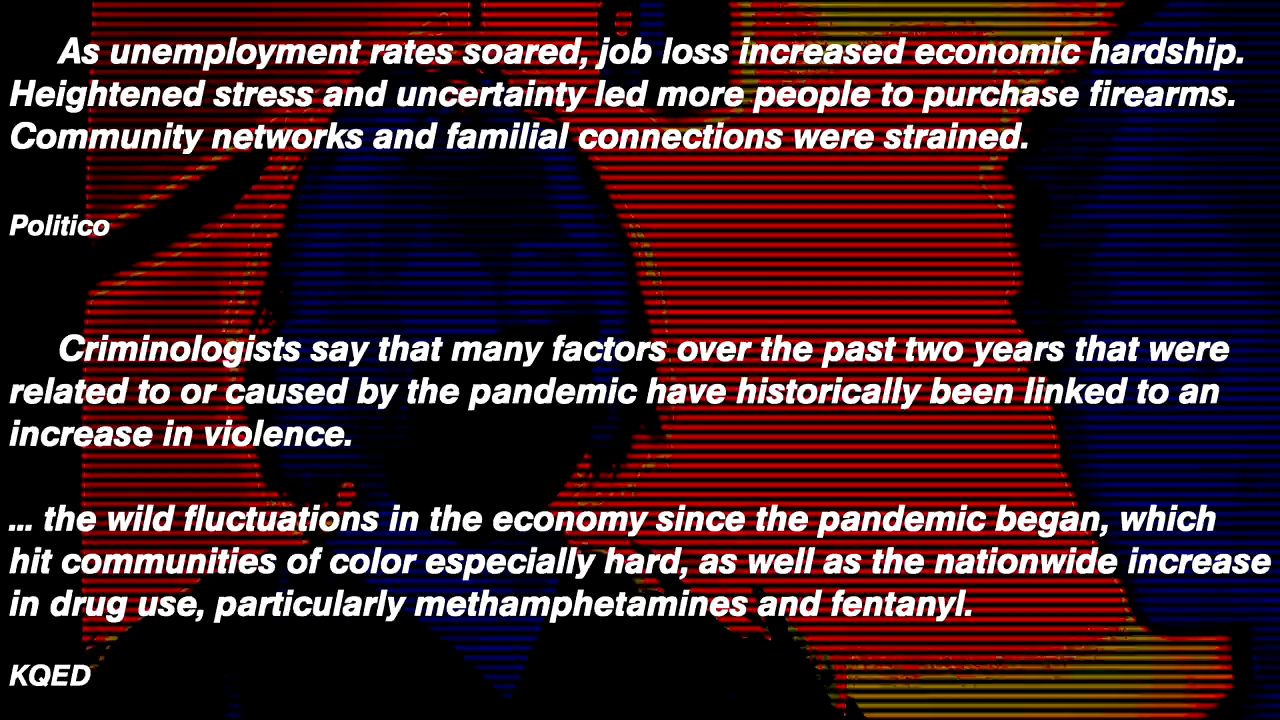 As unemployment rates soared, job loss increased economic hardship.
Heightened stress and uncertainty led more people to purchase firearms.
Community networks and familial connections were strained.
Politico
Criminologists say that many factors over the past two years that were
related to or caused by the pandemic have historically been linked to an
increase in violence.
... the wild fluctuations in the economy since the pandemic began, which
hit communities of color especially hard, as well as the nationwide increase
in drug use, particularly methamphetamines and fentanyl.
KQED